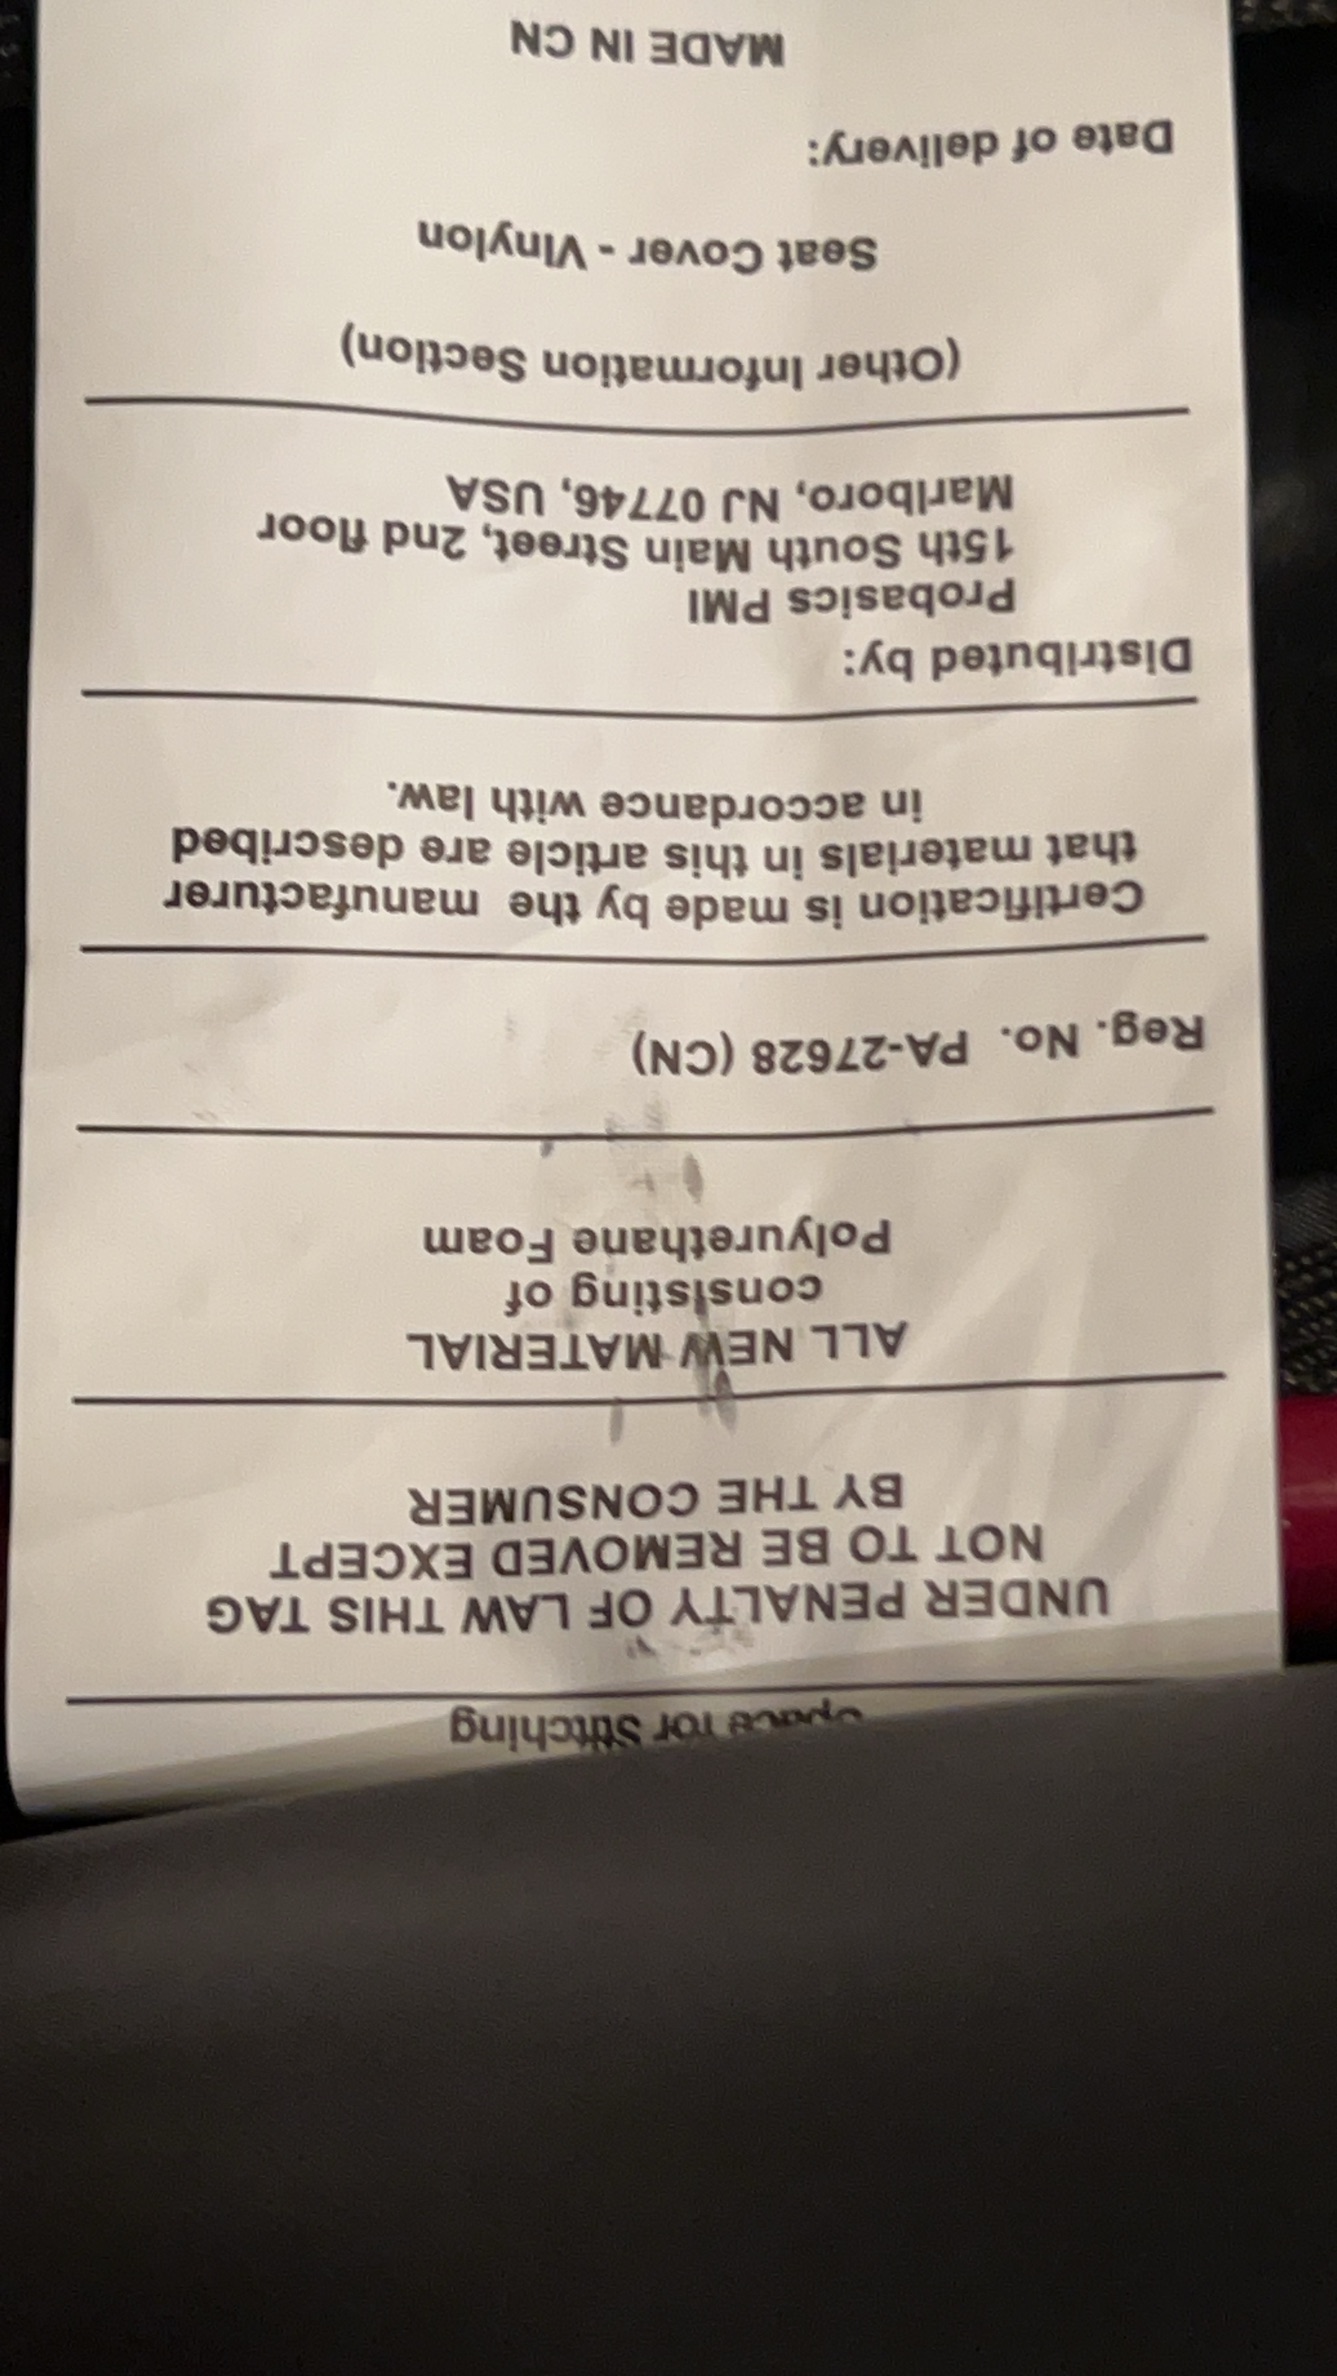 Space for Stitching
UNDER PENALTY OF LAW THIS TAG
NOT TO BE REMOVED EXCEPT
BY THE CONSUMER
ALL NEW MATERIAL
consisting of
Polyurethane Foam
Reg. No. PA-27628 (CN)
Certification is made by the manufacturer
that materials in this article are described
in accordance with law.
Distributed by:
Probasics PMI
15th South Main Street, 2nd floor
Marlboro, NJ 07746, USA
(Other Information Section)
Seat Cover - Vinylon
Date of delivery:
MADE IN CN